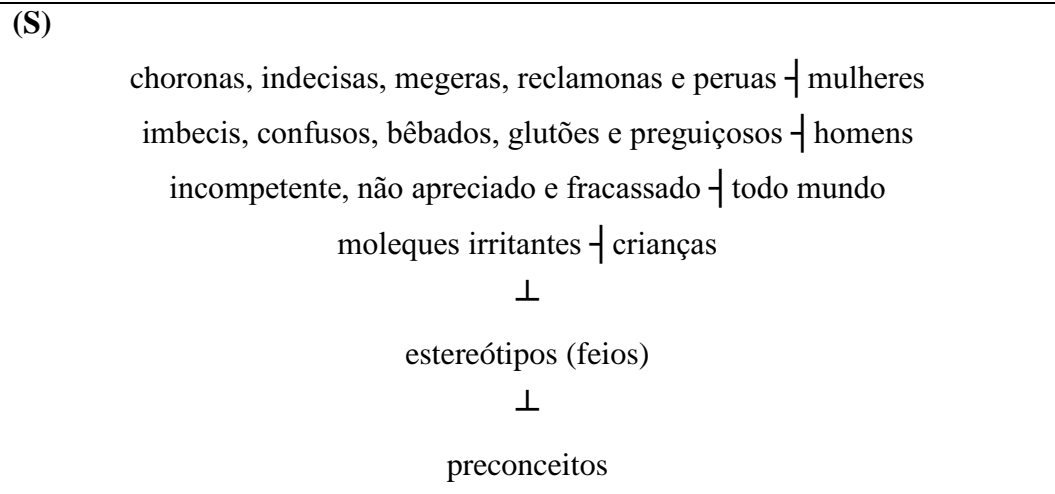 (S)
choronas, indecisas, megeras, reclamonas e peruas ┤ mulheres
imbecis, confusos, bêbados, glutões e preguiçosos ┤ homens
incompetente, não apreciado e fracassado ┤ todo mundo
moleques irritantes ┤ crianças
┴
estereótipos (feios)
┴
preconceitos